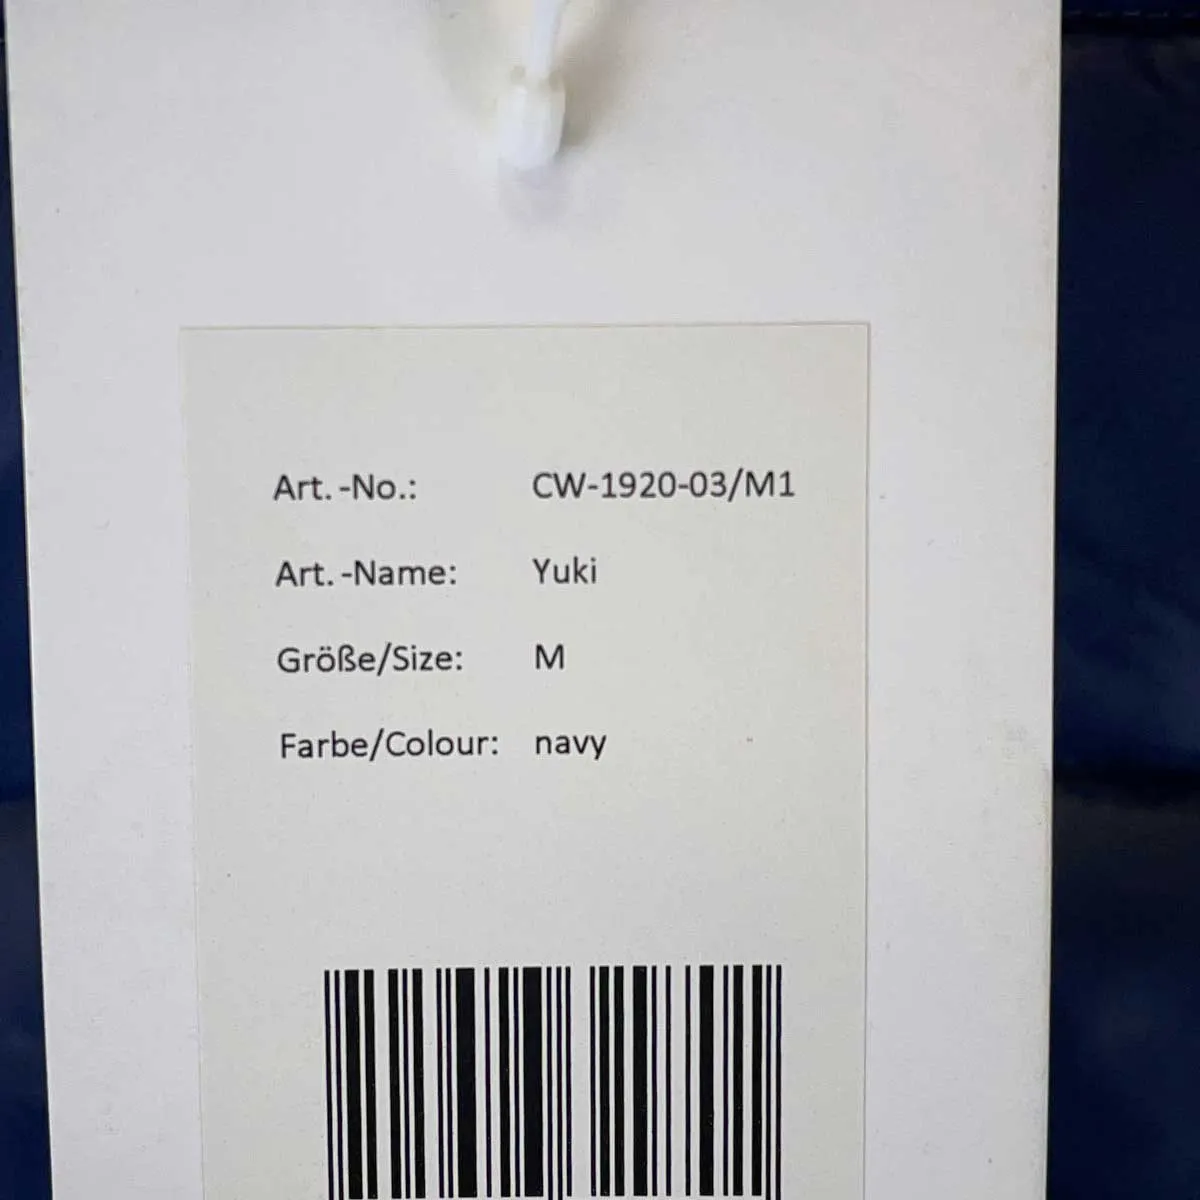 Art.-No.: CW-1920-03/M1
Art.-Name: Yuki
Größe/Size: M
Farbe/Colour: navy